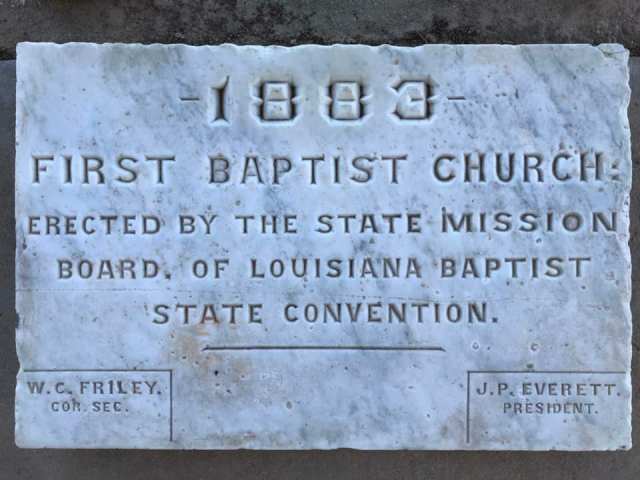 -1883-
FIRST BAPTIST CHURCH:
ERECTED BY THE STATE MISSION
BOARD. OF LOUISIANA BAPTIST
STATE CONVENTION.
W. C. FRILEY.
COR. SEC.
J. P. EVERETT.
PRESIDENT.